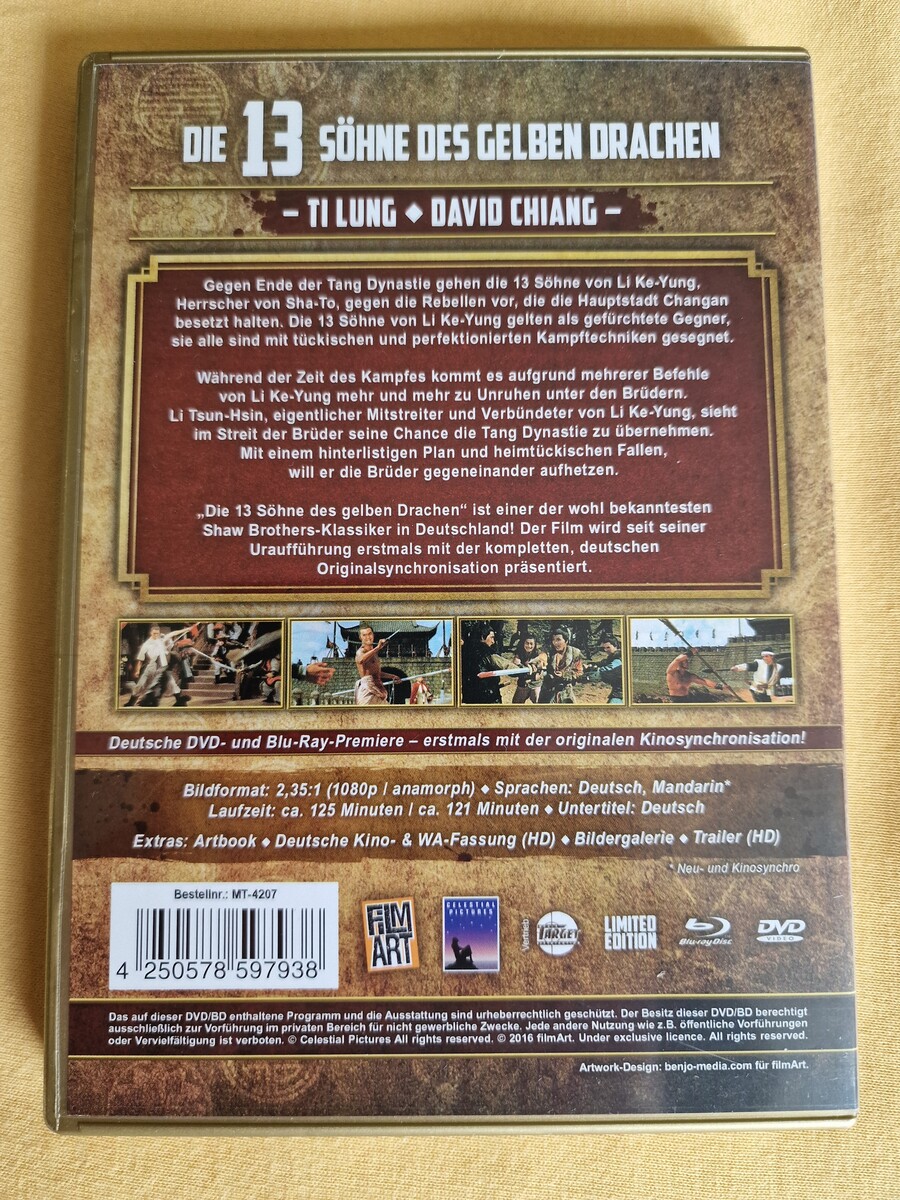 DIE 13 SÖHNE DES GELBEN DRACHEN
– TI LUNG ◆ DAVID CHIANG –
Gegen Ende der Tang Dynastie gehen die 13 Söhne von Li Ke-Yung,
Herrscher von Sha-To, gegen die Rebellen vor, die die Hauptstadt Changan
besetzt halten. Die 13 Söhne von Li Ke-Yung gelten als gefürchtete Gegner,
sie alle sind mit tückischen und perfektionierten Kampftechniken gesegnet.
Während der Zeit des Kampfes kommt es aufgrund mehrerer Befehle
von Li Ke-Yung mehr und mehr zu Unruhen unter den Brüdern.
Li Tsun-Hsin, eigentlicher Mitstreiter und Verbündeter von Li Ke-Yung, sieht
im Streit der Brüder seine Chance die Tang Dynastie zu übernehmen.
Mit einem hinterlistigen Plan und heimtückischen Fallen,
will er die Brüder gegeneinander aufhetzen.
„Die 13 Söhne des gelben Drachen“ ist einer der wohl bekanntesten
Shaw Brothers-Klassiker in Deutschland! Der Film wird seit seiner
Uraufführung erstmals mit der kompletten, deutschen
Originalsynchronisation präsentiert.
Deutsche DVD- und Blu-Ray-Premiere – erstmals mit der originalen Kinosynchronisation!
Bildformat: 2,35:1 (1080p / anamorph) ◆ Sprachen: Deutsch, Mandarin*
Laufzeit: ca. 125 Minuten / ca. 121 Minuten ◆ Untertitel: Deutsch
Extras: Artbook ◆ Deutsche Kino- & WA-Fassung (HD) ◆ Bildergalerie ◆ Trailer (HD)
* Neu- und Kinosynchro
Bestellnr.: MT-4207
4 250578 597938
FILM
ART
CELESTIAL
PICTURES
Vertrieb
TARGET
LIMITED
EDITION
Blu-ray Disc
DVD
VIDEO
Das auf dieser DVD/BD enthaltene Programm und die Ausstattung sind urheberrechtlich geschützt. Der Besitz dieser DVD/BD berechtigt
ausschließlich zur Vorführung im privaten Bereich für nicht gewerbliche Zwecke. Jede andere Nutzung wie z.B. öffentliche Vorführungen
oder Vervielfältigung ist verboten. © Celestial Pictures All rights reserved. © 2016 filmArt. Under exclusive licence. All rights reserved.
Artwork-Design: benjo-media.com für filmArt.